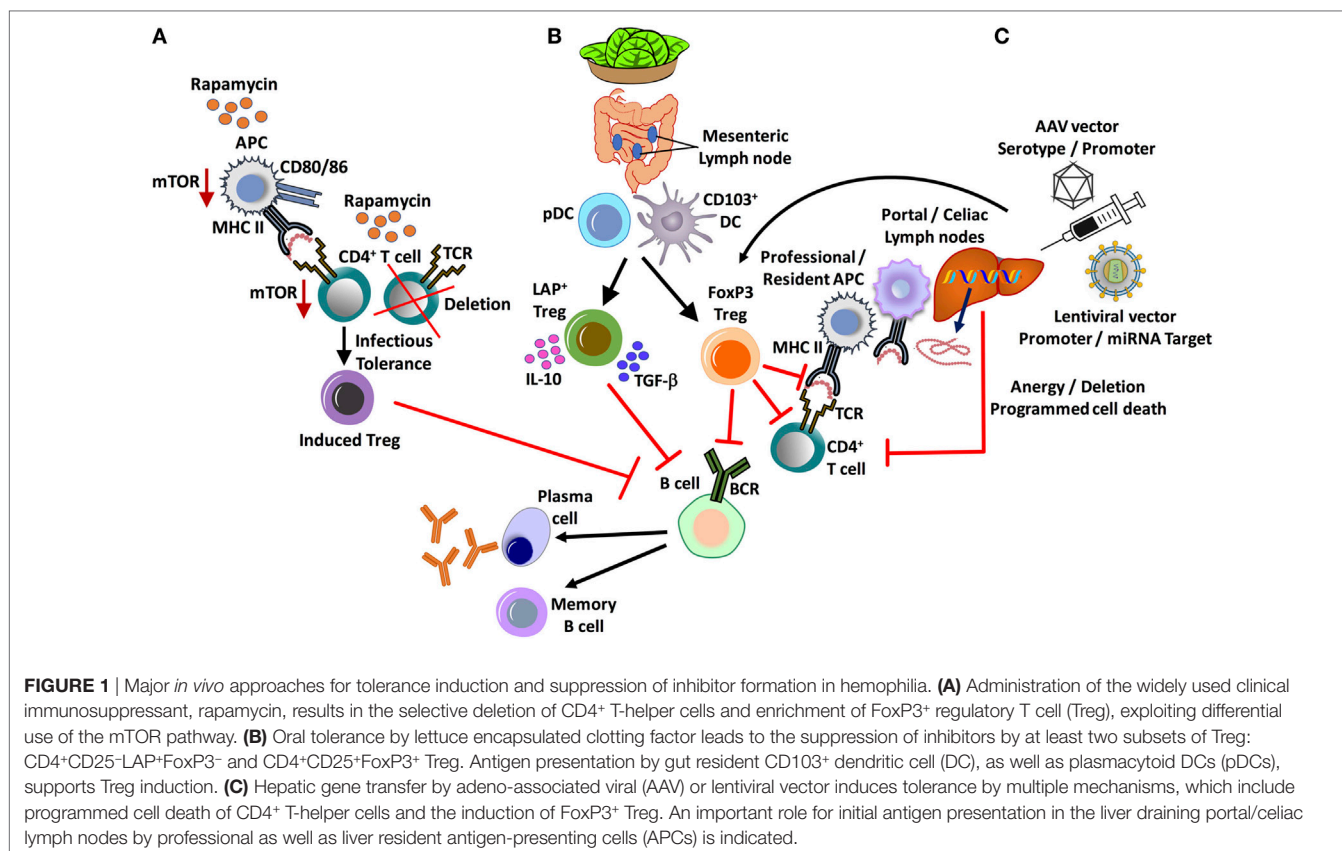 A
Rapamycin
APC
CD80/86
mTOR
MHC II
Rapamycin
CD4⁺ T cell
TCR
mTOR
Deletion
Infectious
Tolerance
Induced Treg
B
Mesenteric
Lymph node
pDC
CD103⁺
DC
LAP⁺
Treg
FoxP3
Treg
IL-10
TGF-β
B cell
BCR
Plasma
cell
Memory
B cell
C
AAV vector
Serotype / Promoter
Portal / Celiac
Lymph nodes
Professional /
Resident APC
Lentiviral vector
Promoter / miRNA Target
MHC II
TCR
CD4⁺
T cell
Anergy / Deletion
Programmed cell death
FIGURE 1 | Major in vivo approaches for tolerance induction and suppression of inhibitor formation in hemophilia. (A) Administration of the widely used clinical
immunosuppressant, rapamycin, results in the selective deletion of CD4⁺ T-helper cells and enrichment of FoxP3⁺ regulatory T cell (Treg), exploiting differential
use of the mTOR pathway. (B) Oral tolerance by lettuce encapsulated clotting factor leads to the suppression of inhibitors by at least two subsets of Treg:
CD4⁺CD25⁻LAP⁺FoxP3⁻ and CD4⁺CD25⁺FoxP3⁺ Treg. Antigen presentation by gut resident CD103⁺ dendritic cell (DC), as well as plasmacytoid DCs (pDCs),
supports Treg induction. (C) Hepatic gene transfer by adeno-associated viral (AAV) or lentiviral vector induces tolerance by multiple mechanisms, which include
programmed cell death of CD4⁺ T-helper cells and the induction of FoxP3⁺ Treg. An important role for initial antigen presentation in the liver draining portal/celiac
lymph nodes by professional as well as liver resident antigen-presenting cells (APCs) is indicated.